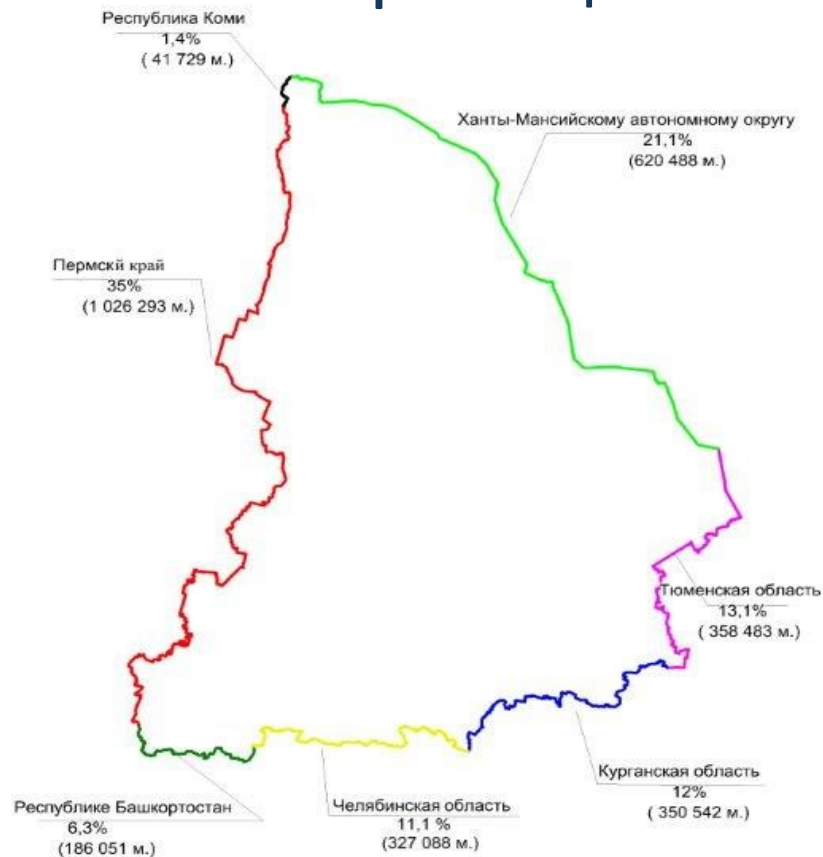 Республика Коми
1,4%
( 41 729 м.)
Ханты-Мансийскому автономному округу
21,1%
(620 488 м.)
Пермскй край
35%
(1 026 293 м.)
Тюменская область
13,1%
( 358 483 м.)
Курганская область
12%
( 350 542 м.)
Республике Башкортостан
6,3%
(186 051 м.)
Челябинская область
11,1 %
(327 088 м.)